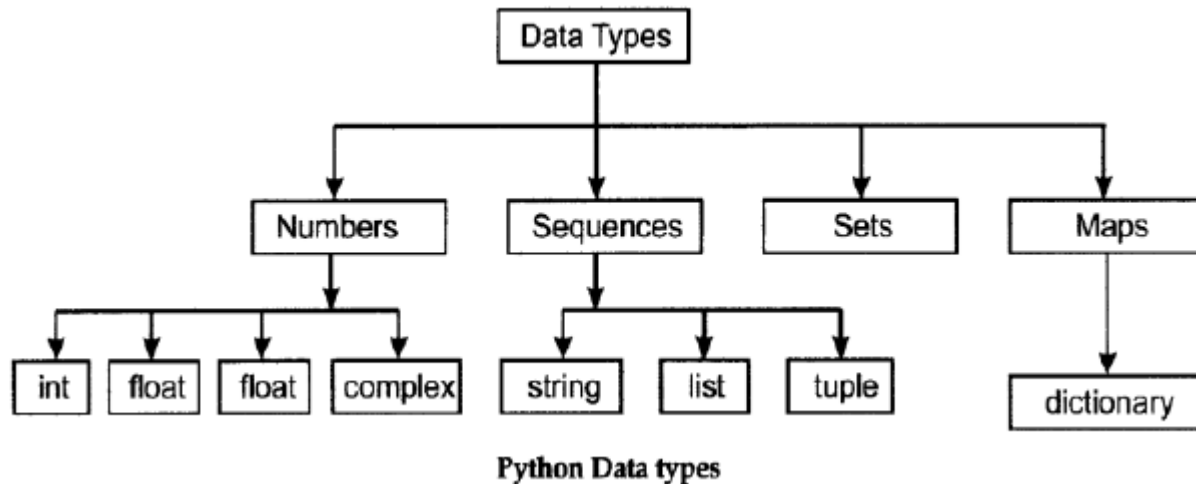 Data Types
Numbers Sequences Sets Maps
int float float complex string list tuple dictionary
Python Data types